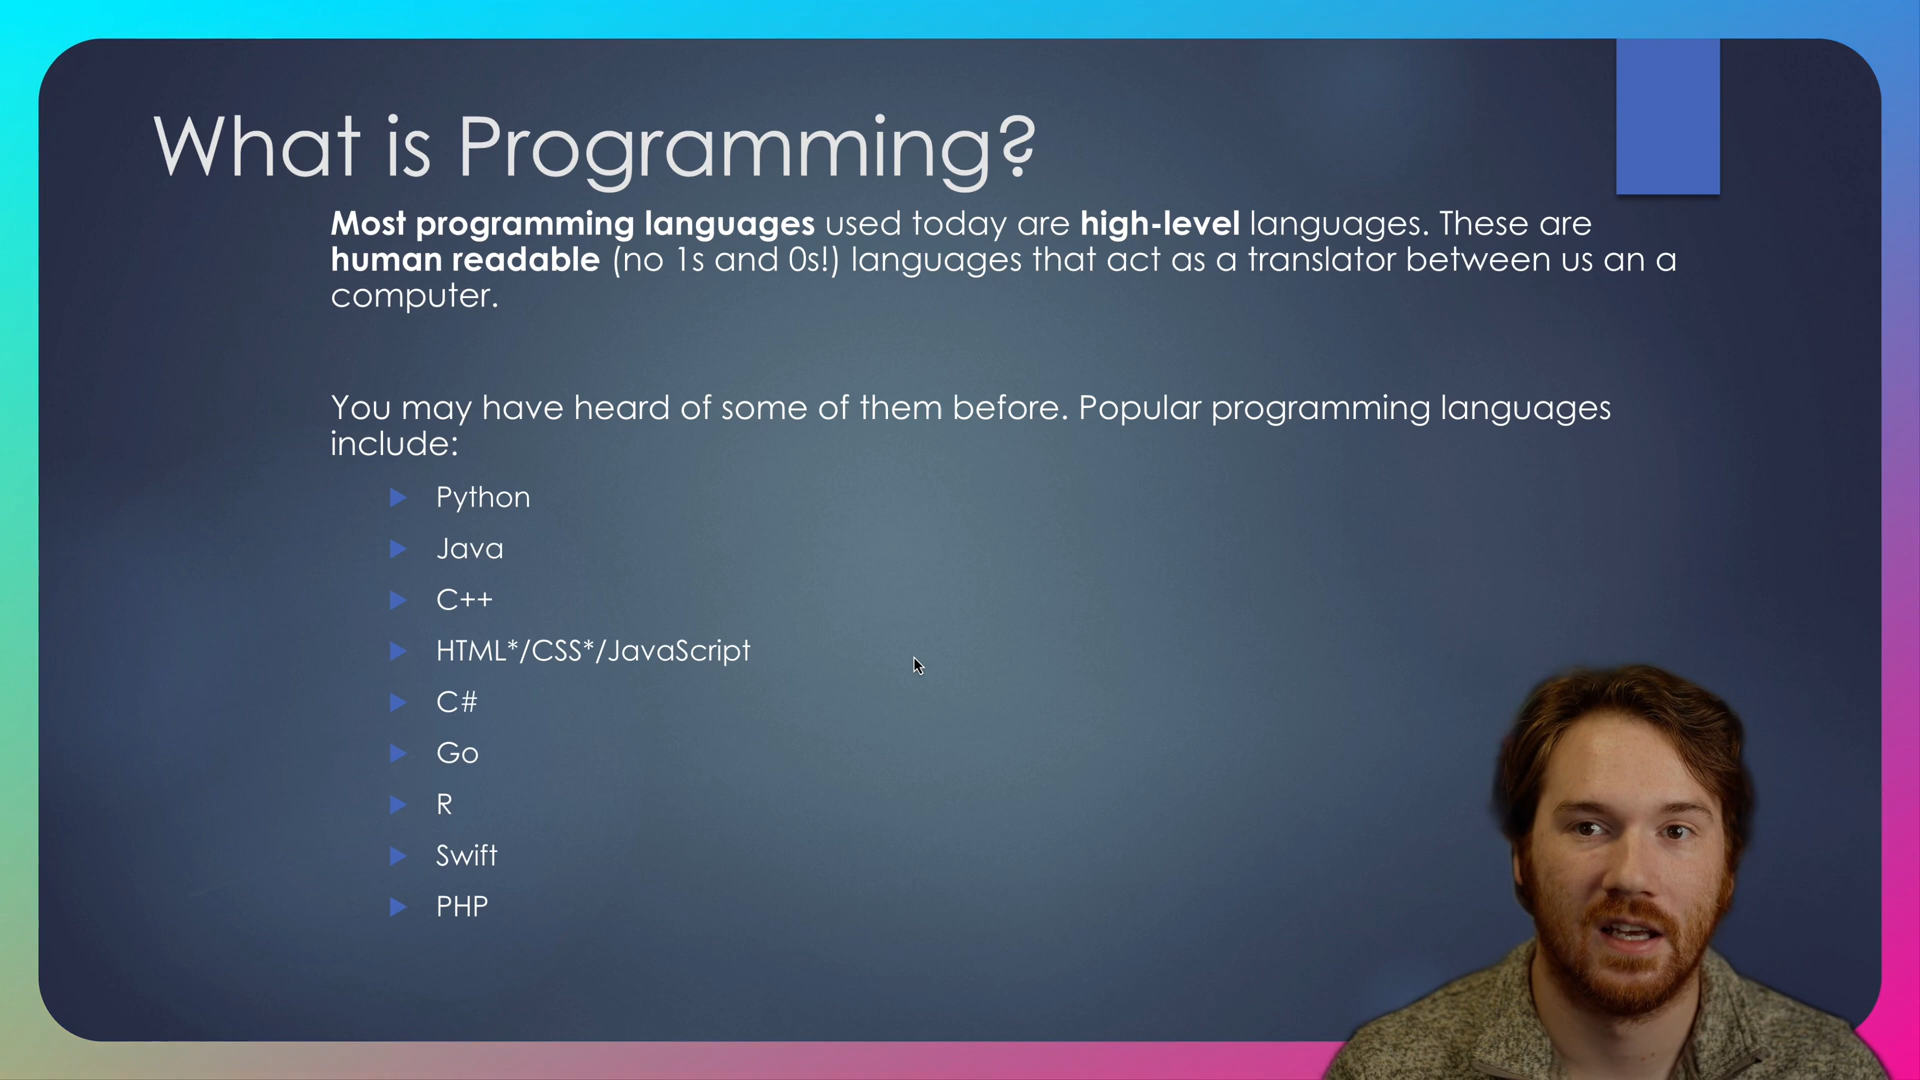 What is Programming?
Most programming languages used today are high-level languages. These are
human readable (no 1s and 0s!) languages that act as a translator between us an a
computer.
You may have heard of some of them before. Popular programming languages
include:
Python
Java
C++
HTML*/CSS*/JavaScript
C#
Go
R
Swift
PHP